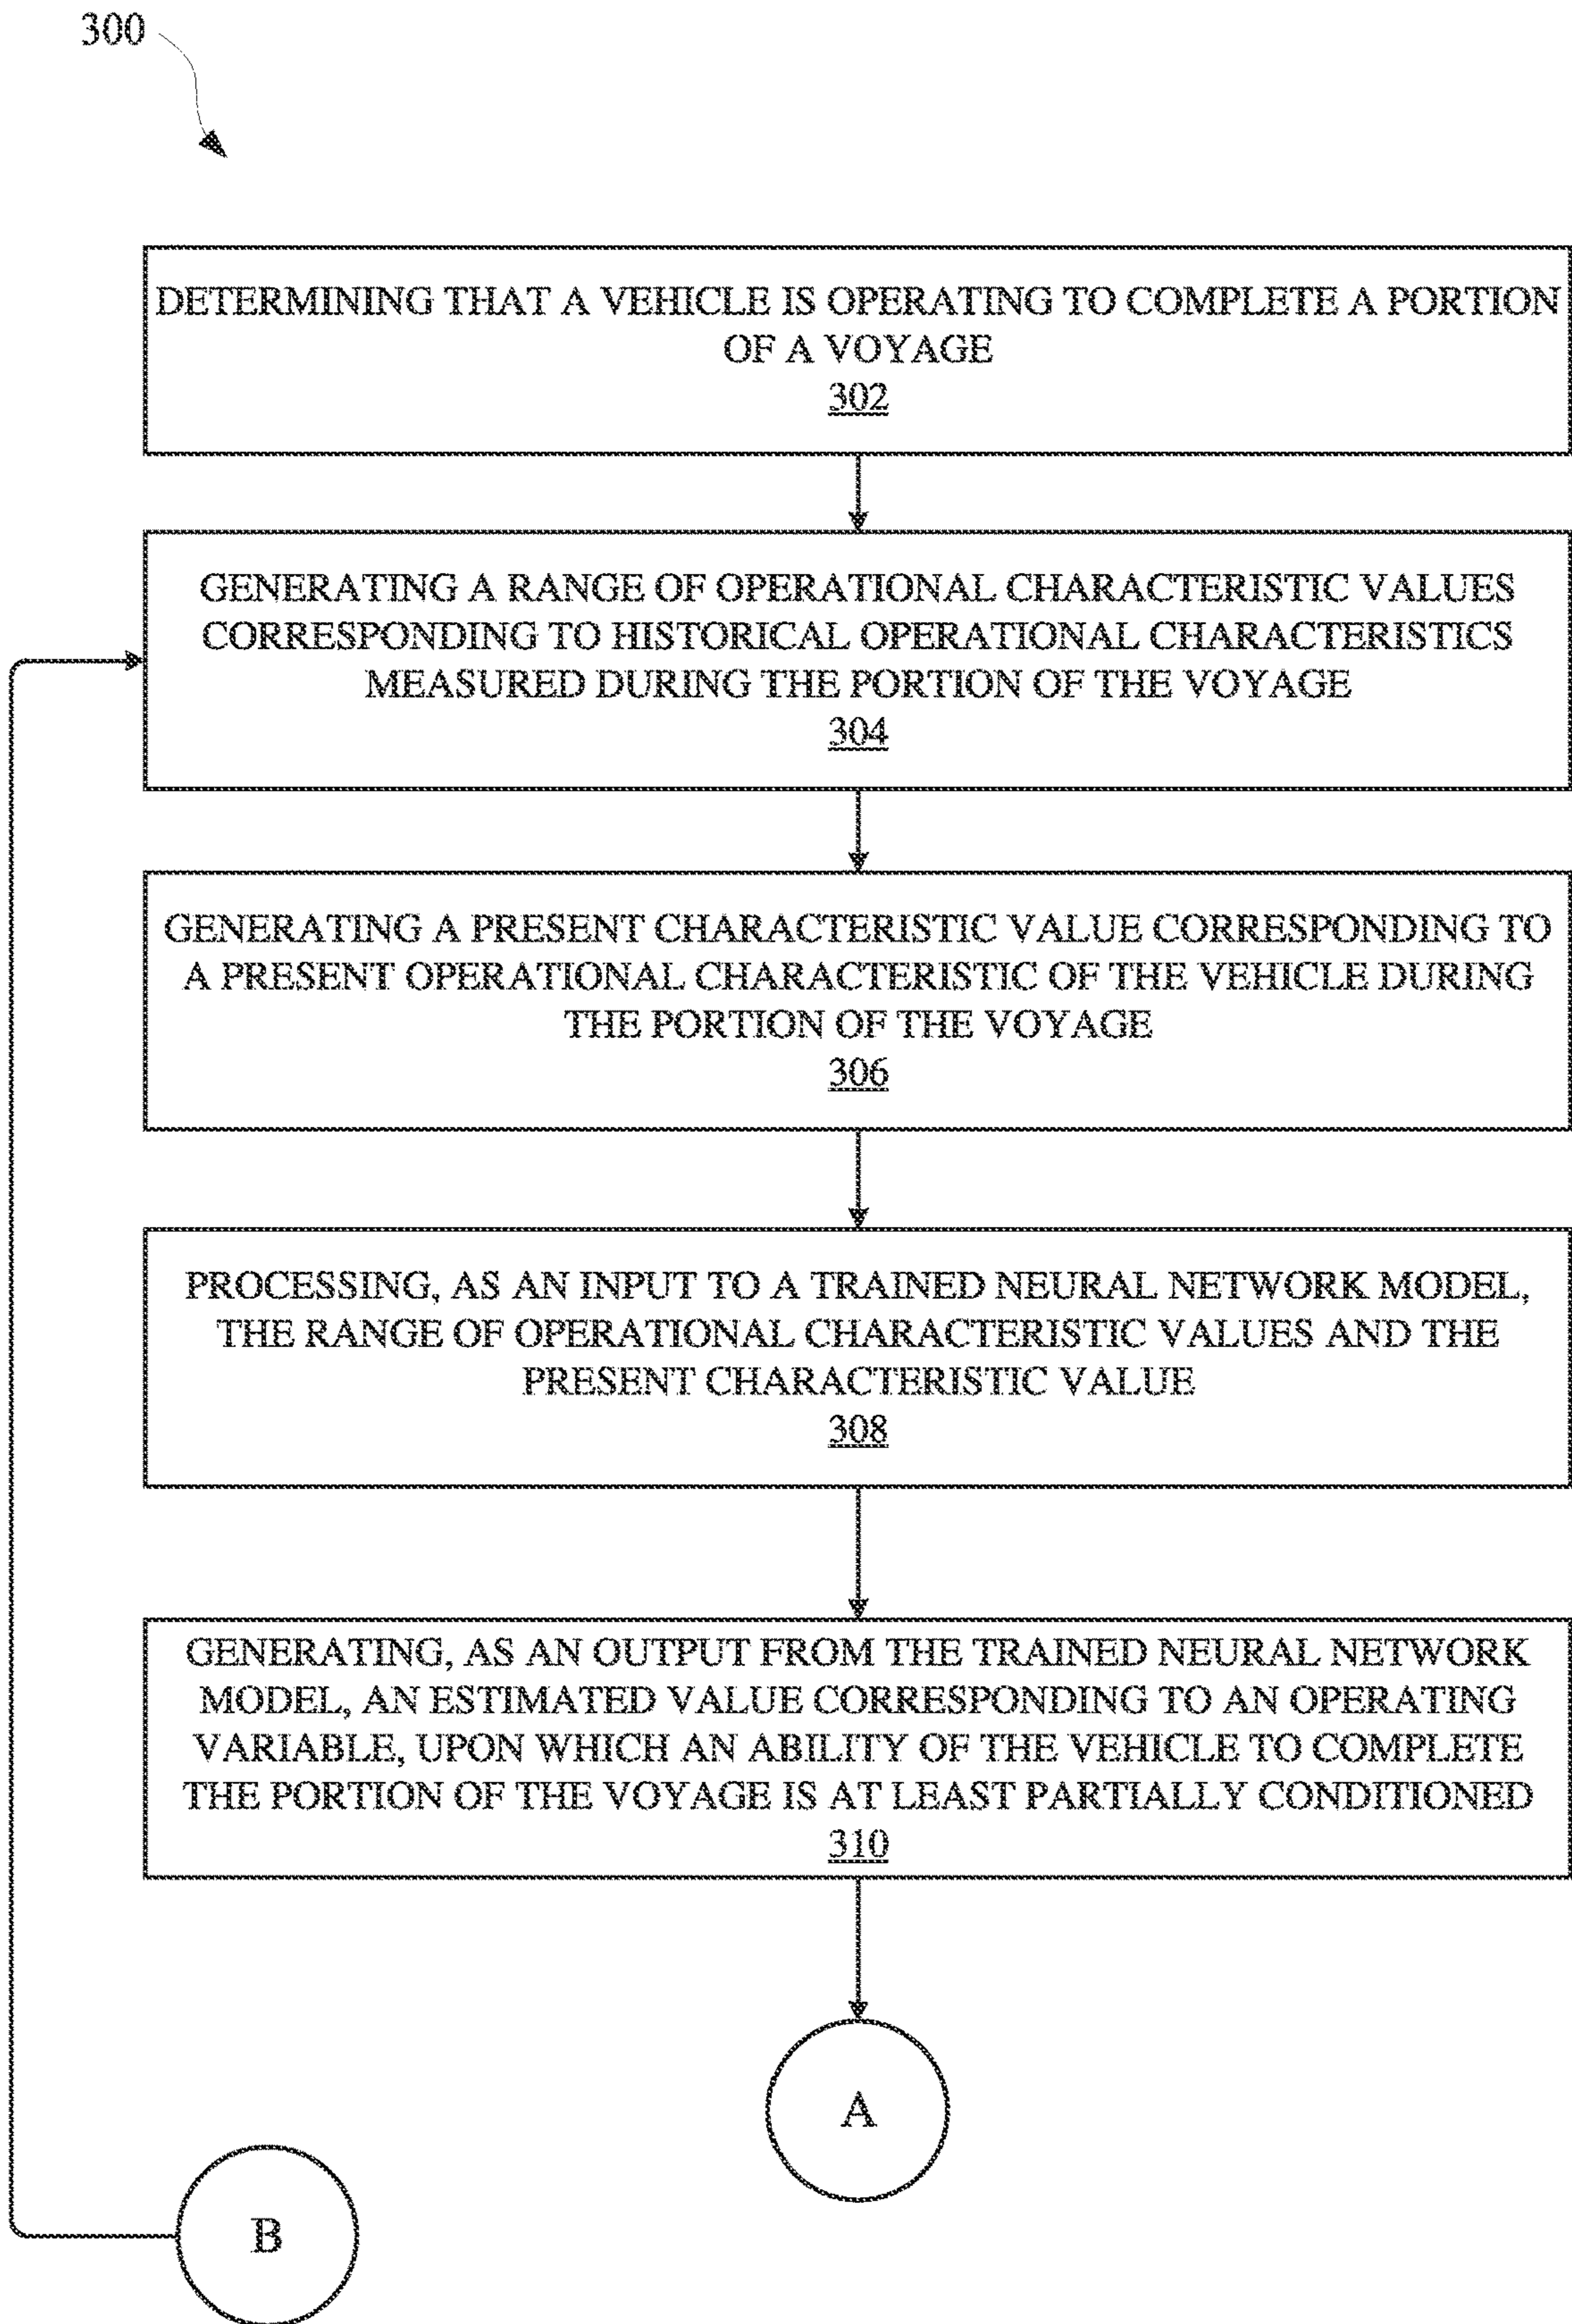 300
DETERMINING THAT A VEHICLE IS OPERATING TO COMPLETE A PORTION
OF A VOYAGE
302
GENERATING A RANGE OF OPERATIONAL CHARACTERISTIC VALUES
CORRESPONDING TO HISTORICAL OPERATIONAL CHARACTERISTICS
MEASURED DURING THE PORTION OF THE VOYAGE
304
GENERATING A PRESENT CHARACTERISTIC VALUE CORRESPONDING TO
A PRESENT OPERATIONAL CHARACTERISTIC OF THE VEHICLE DURING
THE PORTION OF THE VOYAGE
306
PROCESSING, AS AN INPUT TO A TRAINED NEURAL NETWORK MODEL,
THE RANGE OF OPERATIONAL CHARACTERISTIC VALUES AND THE
PRESENT CHARACTERISTIC VALUE
308
GENERATING, AS AN OUTPUT FROM THE TRAINED NEURAL NETWORK
MODEL, AN ESTIMATED VALUE CORRESPONDING TO AN OPERATING
VARIABLE, UPON WHICH AN ABILITY OF THE VEHICLE TO COMPLETE
THE PORTION OF THE VOYAGE IS AT LEAST PARTIALLY CONDITIONED
310
A
B